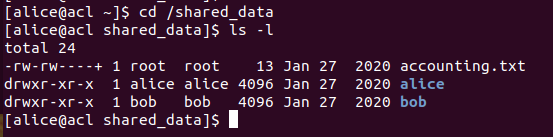 [alice@acl ~]$ cd /shared_data
[alice@acl shared_data]$ ls -l
total 24
-rw-rw----+ 1 root  root    13 Jan 27  2020 accounting.txt
drwxr-xr-x  1 alice alice 4096 Jan 27  2020 alice
drwxr-xr-x  1 bob   bob   4096 Jan 27  2020 bob
[alice@acl shared_data]$